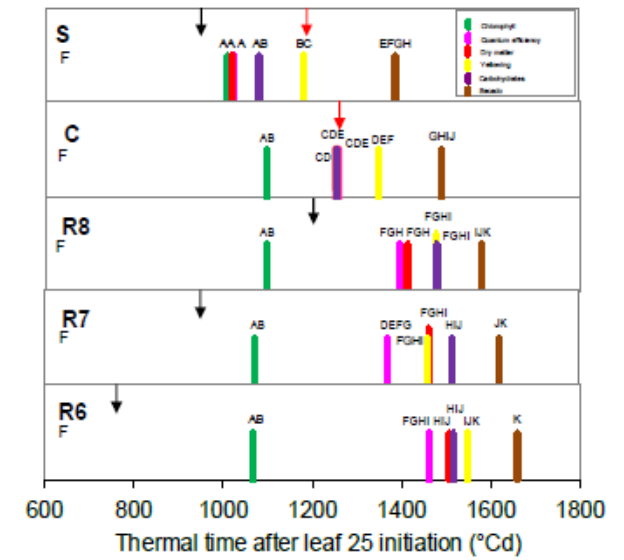 S
F
AA A AB BC EFGH
Chlorophyll
Quantum efficiency
Dry matter
Yellowing
Carbohydrates
C
F
AB CD CDE CDE DEF GHIJ
R8
F
AB FGH FGH FGHI FGHI IJK
R7
F
AB DEFG FGHI FGHI HIJ JK
R6
F
AB FGHI HIJ HIJ IJK K
600 800 1000 1200 1400 1600 1800
Thermal time after leaf 25 initiation (°Cd)